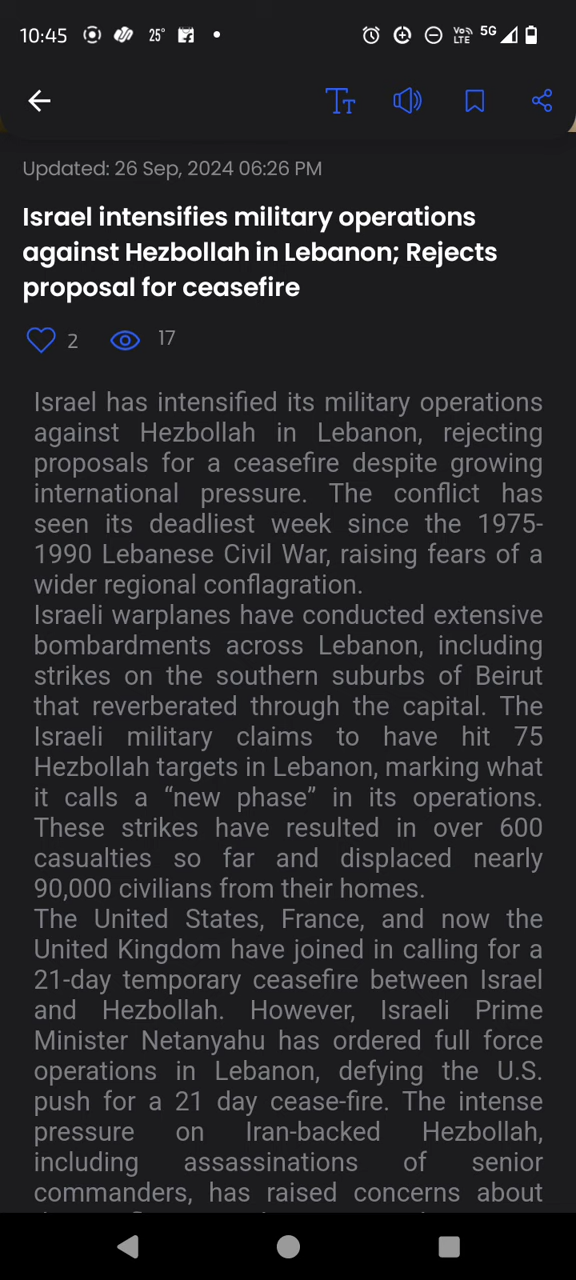 10:45 25° Vo)) LTE 5G
Updated: 26 Sep, 2024 06:26 PM
Israel intensifies military operations
against Hezbollah in Lebanon; Rejects
proposal for ceasefire
2 17
Israel has intensified its military operations
against Hezbollah in Lebanon, rejecting
proposals for a ceasefire despite growing
international pressure. The conflict has
seen its deadliest week since the 1975-
1990 Lebanese Civil War, raising fears of a
wider regional conflagration.
Israeli warplanes have conducted extensive
bombardments across Lebanon, including
strikes on the southern suburbs of Beirut
that reverberated through the capital. The
Israeli military claims to have hit 75
Hezbollah targets in Lebanon, marking what
it calls a “new phase” in its operations.
These strikes have resulted in over 600
casualties so far and displaced nearly
90,000 civilians from their homes.
The United States, France, and now the
United Kingdom have joined in calling for a
21-day temporary ceasefire between Israel
and Hezbollah. However, Israeli Prime
Minister Netanyahu has ordered full force
operations in Lebanon, defying the U.S.
push for a 21 day cease-fire. The intense
pressure on Iran-backed Hezbollah,
including assassinations of senior
commanders, has raised concerns about